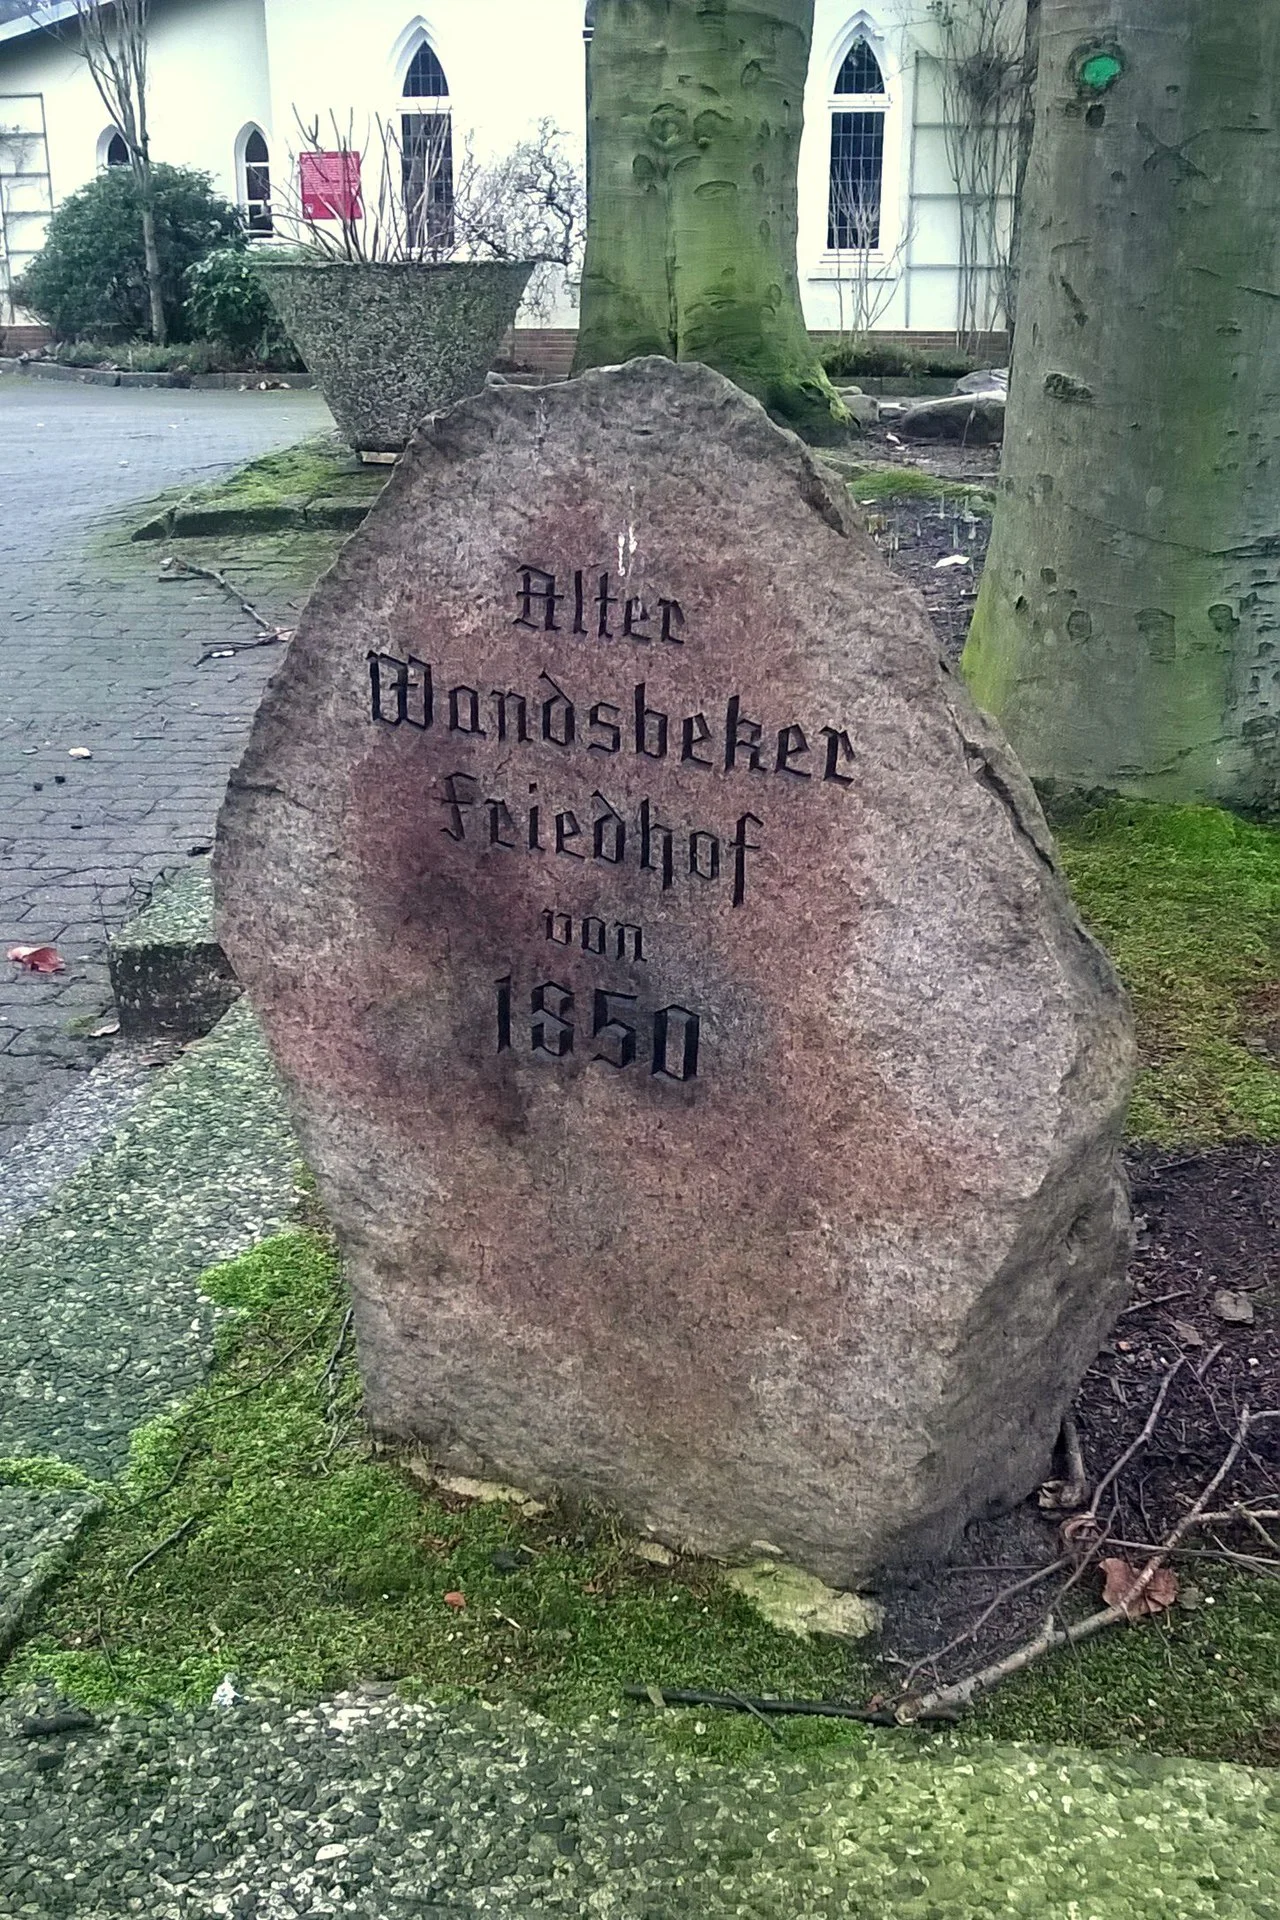 Alter
Wandsbeker
Friedhof
von
1850